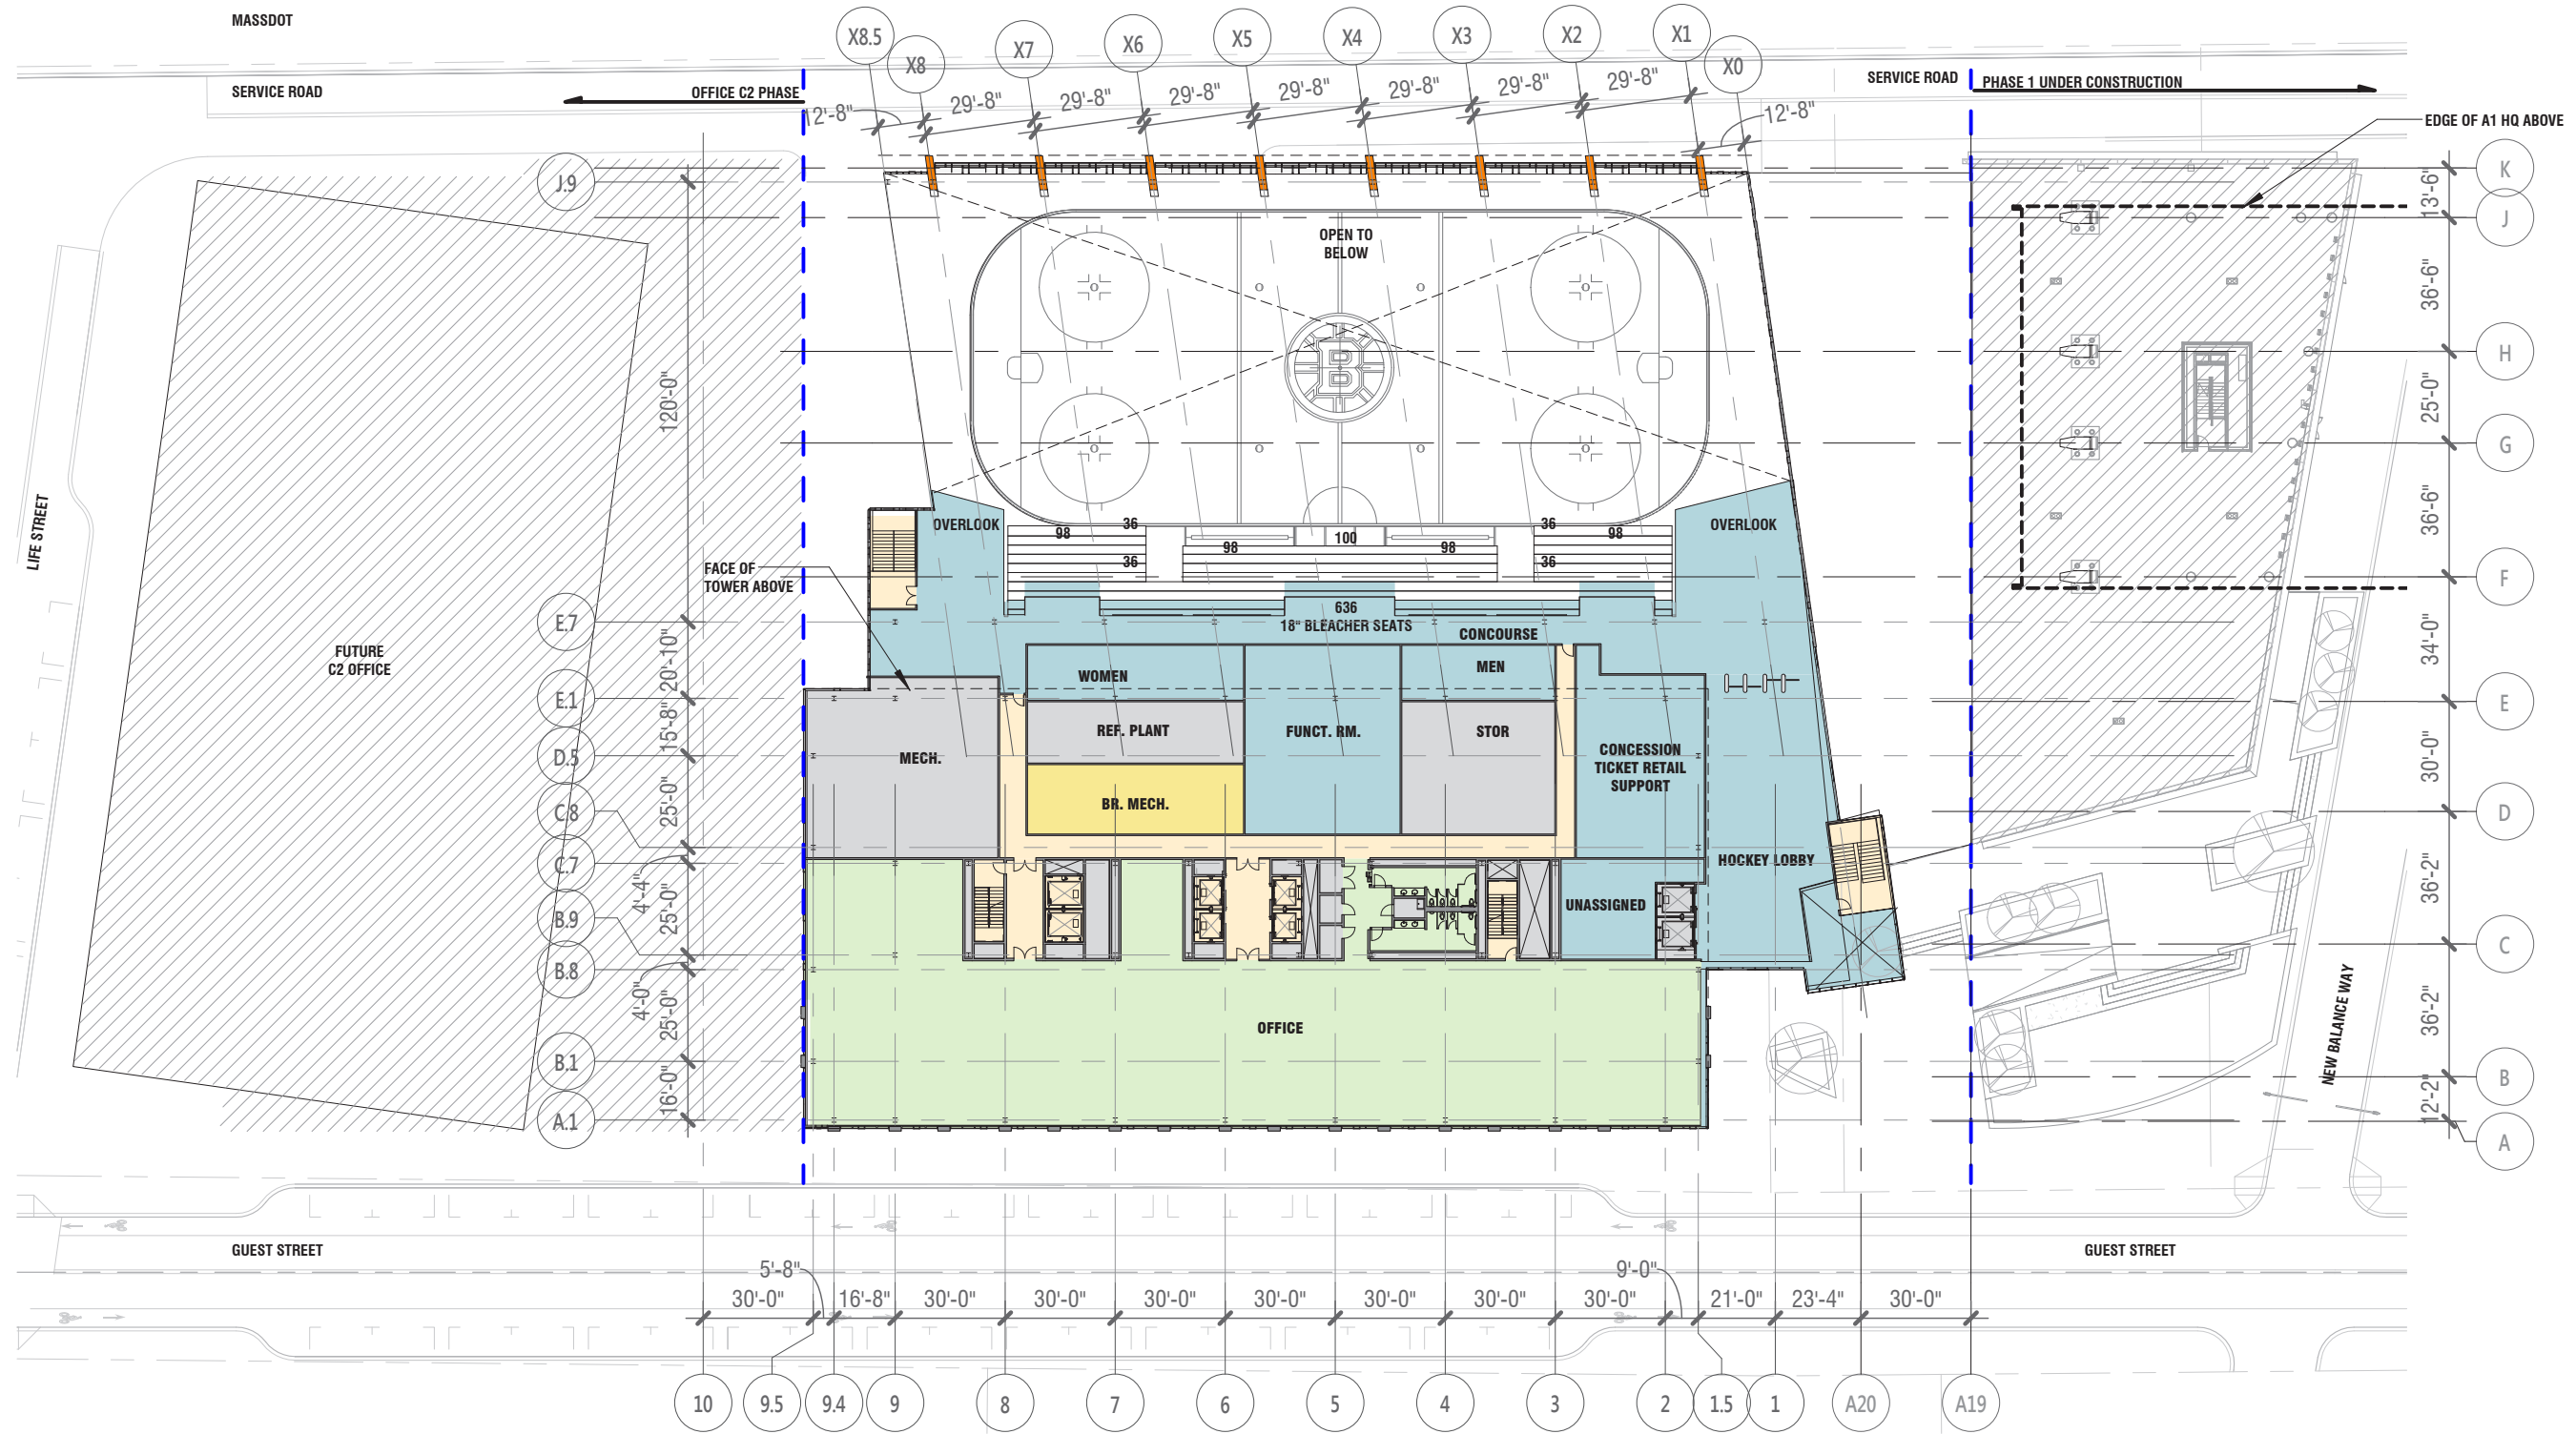 MASSDOT
X8.5
X8
X7
X6
X5
X4
X3
X2
X1
X0
SERVICE ROAD
OFFICE C2 PHASE
SERVICE ROAD
PHASE 1 UNDER CONSTRUCTION
12'-8"
29'-8"
29'-8"
29'-8"
29'-8"
29'-8"
29'-8"
29'-8"
12'-8"
EDGE OF A1 HQ ABOVE
J.9
K
13'-6"
J
OPEN TO
BELOW
36'-6"
H
B
120'-0"
25'-0"
G
LIFE STREET
OVERLOOK
36
98
98
100
98
36
98
OVERLOOK
36'-6"
36
36
FACE OF
TOWER ABOVE
F
636
18" BLEACHER SEATS
CONCOURSE
E.7
20'-10"
34'-0"
FUTURE
C2 OFFICE
WOMEN
MEN
E.1
E
15'-8"
REF. PLANT
FUNCT. RM.
STOR
MECH.
CONCESSION
TICKET RETAIL
SUPPORT
D.5
30'-0"
25'-0"
BR. MECH.
C.8
D
C.7
HOCKEY LOBBY
36'-2"
4'-4"
25'-0"
UNASSIGNED
B.9
C
B.8
4'-0"
25'-0"
OFFICE
36'-2"
NEW BALANCE WAY
B.1
B
16'-0"
12'-2"
A.1
A
GUEST STREET
GUEST STREET
5'-8"
9'-0"
30'-0"
16'-8"
30'-0"
30'-0"
30'-0"
30'-0"
30'-0"
30'-0"
30'-0"
21'-0"
23'-4"
30'-0"
10
9.5
9.4
9
8
7
6
5
4
3
2
1.5
1
A20
A19